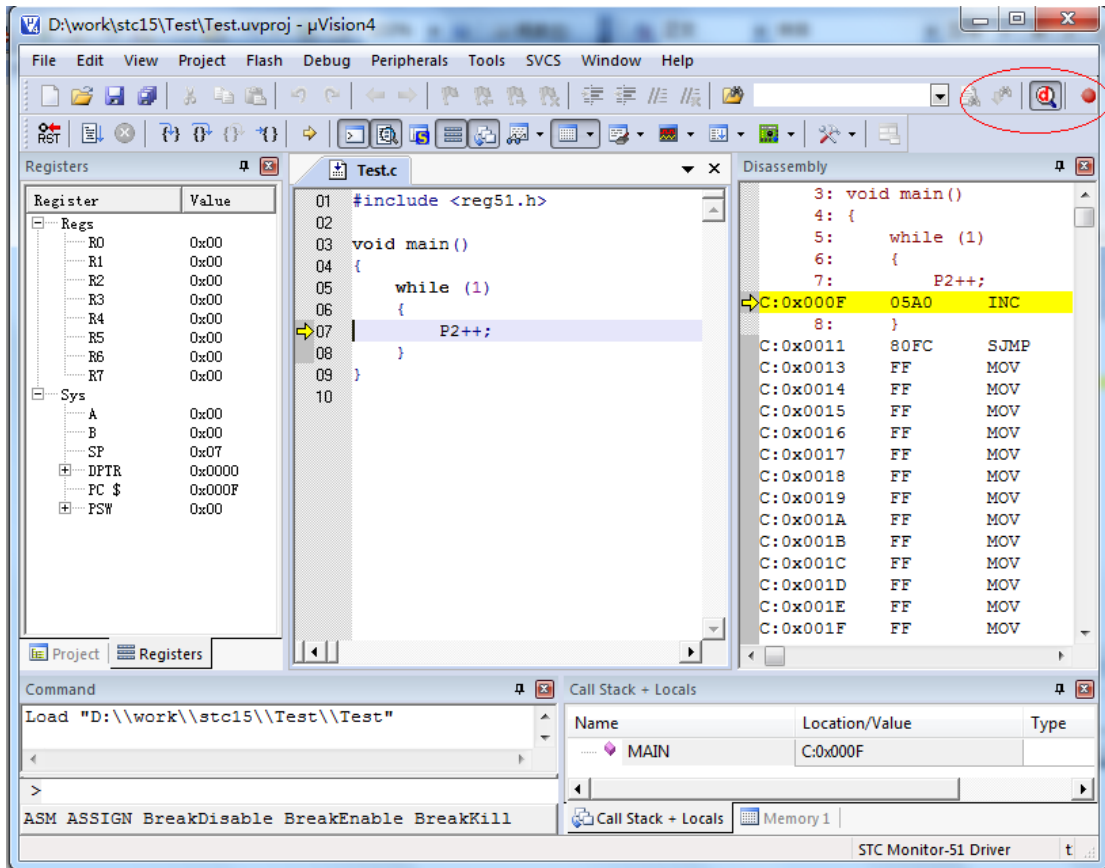 D:\work\stc15\Test\Test.uvproj - µVision4
File Edit View Project Flash Debug Peripherals Tools SVCS Window Help
RST
Registers
Register Value
Regs
R0 0x00
R1 0x00
R2 0x00
R3 0x00
R4 0x00
R5 0x00
R6 0x00
R7 0x00
Sys
A 0x00
B 0x00
SP 0x07
DPTR 0x0000
PC $ 0x000F
PSW 0x00
Project Registers
Test.c
01 #include <reg51.h>
02
03 void main()
04 {
05 while (1)
06 {
07 P2++;
08 }
09 }
10
Disassembly
3: void main()
4: {
5: while (1)
6: {
7: P2++;
C:0x000F 05A0 INC
8: }
C:0x0011 80FC SJMP
C:0x0013 FF MOV
C:0x0014 FF MOV
C:0x0015 FF MOV
C:0x0016 FF MOV
C:0x0017 FF MOV
C:0x0018 FF MOV
C:0x0019 FF MOV
C:0x001A FF MOV
C:0x001B FF MOV
C:0x001C FF MOV
C:0x001D FF MOV
C:0x001E FF MOV
C:0x001F FF MOV
Command
Load "D:\\work\\stc15\\Test\\Test"
>
ASM ASSIGN BreakDisable BreakEnable BreakKill
Call Stack + Locals
Name Location/Value Type
MAIN C:0x000F
Call Stack + Locals Memory 1
STC Monitor-51 Driver t